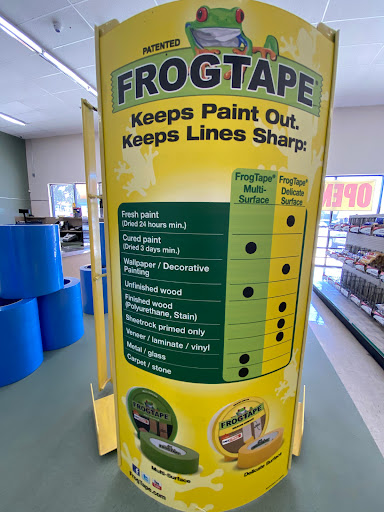 PATENTED
FROGTAPE®
Keeps Paint Out.
Keeps Lines Sharp:
FrogTape® Multi-Surface
FrogTape® Delicate Surface
Fresh paint
(Dried 24 hours min.)
Cured paint
(Dried 3 days min.)
Wallpaper / Decorative
Painting
Unfinished wood
Finished wood
(Polyurethane, Stain)
Sheetrock primed only
Veneer / laminate / vinyl
Metal / glass
Carpet / stone
FROGTAPE
FROGTAPE
Multi-Surface
Delicate Surface
FrogTape.com
OPEN